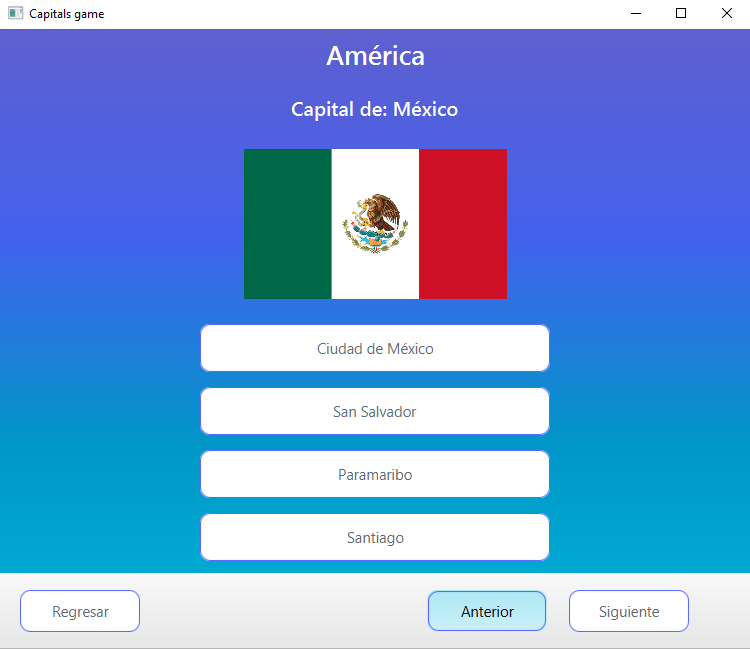 Capitals game
América
Capital de: México
Ciudad de México
San Salvador
Paramaribo
Santiago
Regresar
Anterior
Siguiente